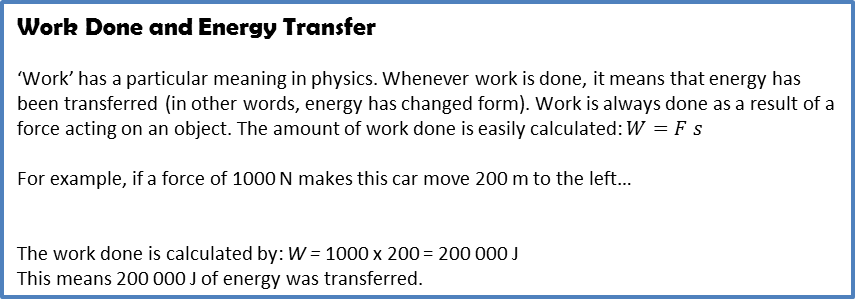 Work Done and Energy Transfer
‘Work’ has a particular meaning in physics. Whenever work is done, it means that energy has
been transferred (in other words, energy has changed form). Work is always done as a result of a
force acting on an object. The amount of work done is easily calculated: W = F s
For example, if a force of 1000 N makes this car move 200 m to the left...
The work done is calculated by: W = 1000 x 200 = 200 000 J
This means 200 000 J of energy was transferred.